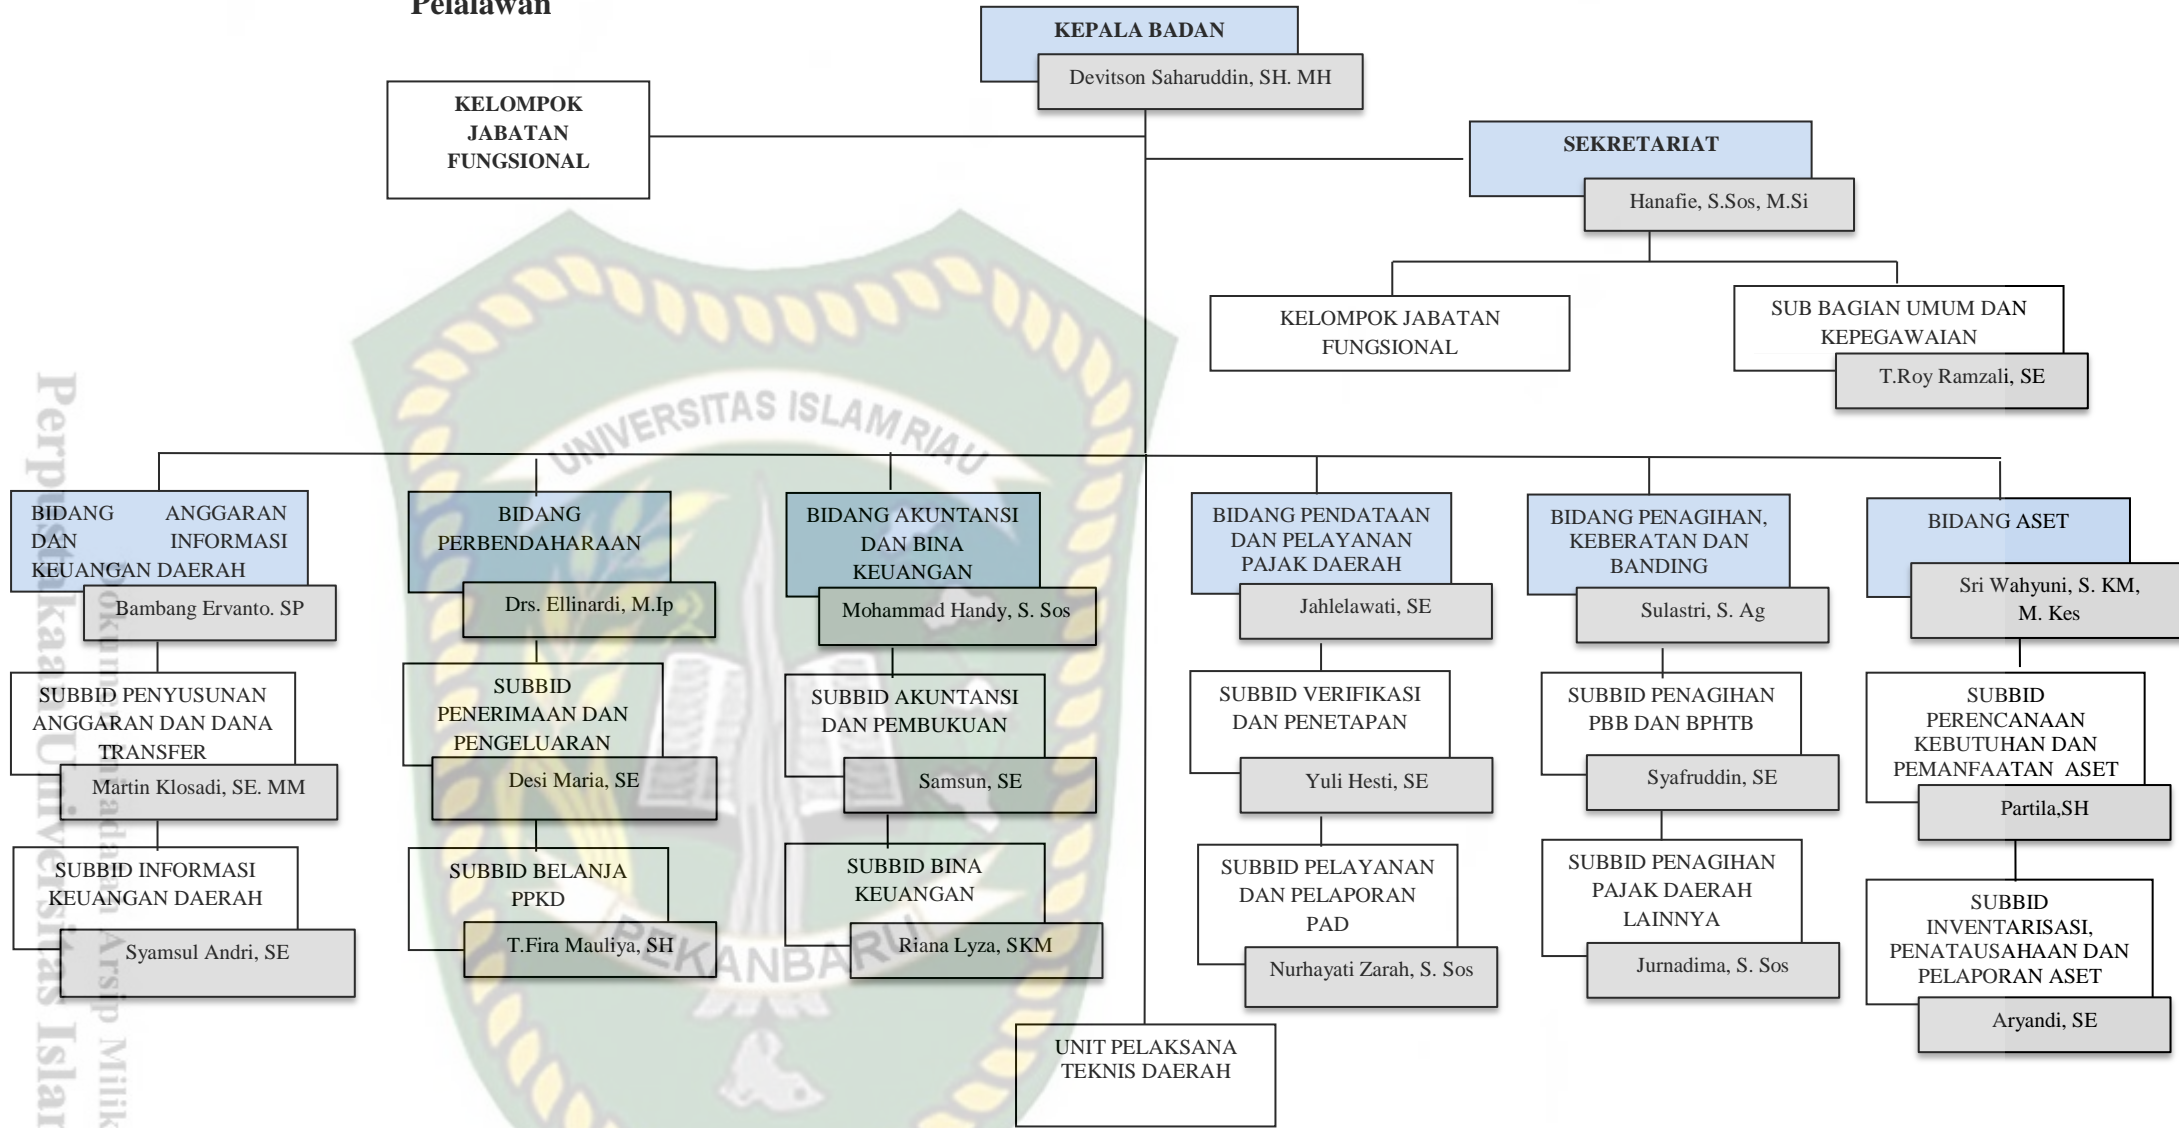 Pelalawan
KEPALA BADAN
Devitson Saharuddin, SH. MH
KELOMPOK
JABATAN
FUNGSIONAL
SEKRETARIAT
Hanafie, S.Sos, M.Si
KELOMPOK JABATAN
FUNGSIONAL
SUB BAGIAN UMUM DAN
KEPEGAWAIAN
T.Roy Ramzali, SE
BIDANG ANGGARAN
DAN INFORMASI
KEUANGAN DAERAH
Bambang Ervanto. SP
SUBBID PENYUSUNAN
ANGGARAN DAN DANA
TRANSFER
Martin Klosadi, SE. MM
SUBBID INFORMASI
KEUANGAN DAERAH
Syamsul Andri, SE
BIDANG
PERBENDAHARAAN
Drs. Ellinardi, M.Ip
SUBBID
PENERIMAAN DAN
PENGELUARAN
Desi Maria, SE
SUBBID BELANJA
PPKD
T.Fira Mauliya, SH
BIDANG AKUNTANSI
DAN BINA
KEUANGAN
Mohammad Handy, S. Sos
SUBBID AKUNTANSI
DAN PEMBUKUAN
Samsun, SE
SUBBID BINA
KEUANGAN
Riana Lyza, SKM
BIDANG PENDATAAN
DAN PELAYANAN
PAJAK DAERAH
Jahlelawati, SE
SUBBID VERIFIKASI
DAN PENETAPAN
Yuli Hesti, SE
SUBBID PELAYANAN
DAN PELAPORAN
PAD
Nurhayati Zarah, S. Sos
BIDANG PENAGIHAN,
KEBERATAN DAN
BANDING
Sulastri, S. Ag
SUBBID PENAGIHAN
PBB DAN BPHTB
Syafruddin, SE
SUBBID PENAGIHAN
PAJAK DAERAH
LAINNYA
Jurnadima, S. Sos
BIDANG ASET
Sri Wahyuni, S. KM,
M. Kes
SUBBID
PERENCANAAN
KEBUTUHAN DAN
PEMANFAATAN ASET
Partila,SH
SUBBID
INVENTARISASI,
PENATAUSAHAAN DAN
PELAPORAN ASET
Aryandi, SE
UNIT PELAKSANA
TEKNIS DAERAH
UNIVERSITAS ISLAM RIAU
PEKANBARU
Perpustakaan Universitas Islam
Dokumen ini adalah Arsip Milik